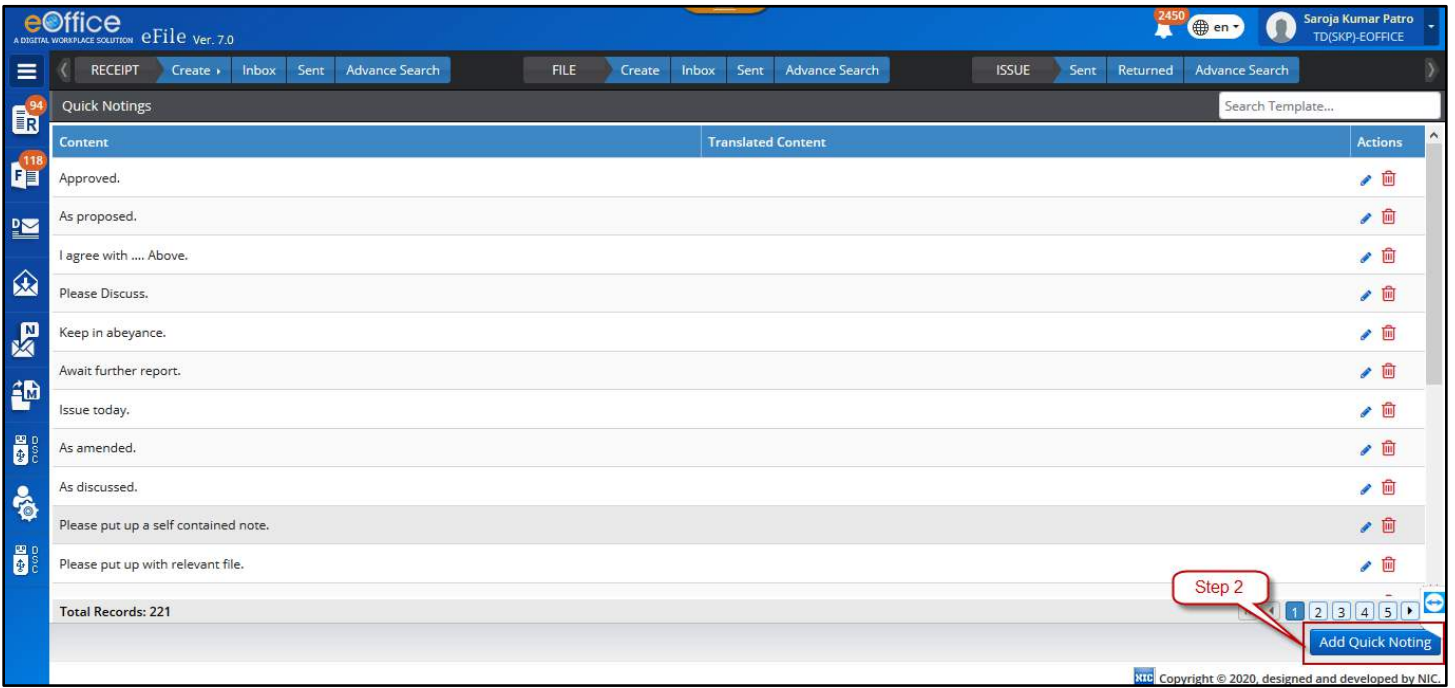 2450
eOffice
A DIGITAL WORKPLACE SOLUTION eFile Ver. 7.0
en
Saroja Kumar Patro
TD(SKP)-EOFFICE
RECEIPT Create Inbox Sent Advance Search FILE Create Inbox Sent Advance Search ISSUE Sent Returned Advance Search
94
R
Quick Notings
Search Template...
Content Translated Content Actions
118
F
Approved.
As proposed.
D
I agree with .... Above.
Please Discuss.
Keep in abeyance.
N
Await further report.
M
Issue today.
As amended.
DSC
As discussed.
Please put up a self contained note.
Please put up with relevant file.
DSC
Step 2
Total Records: 221
1 2 3 4 5
Add Quick Noting
NIC Copyright © 2020, designed and developed by NIC.